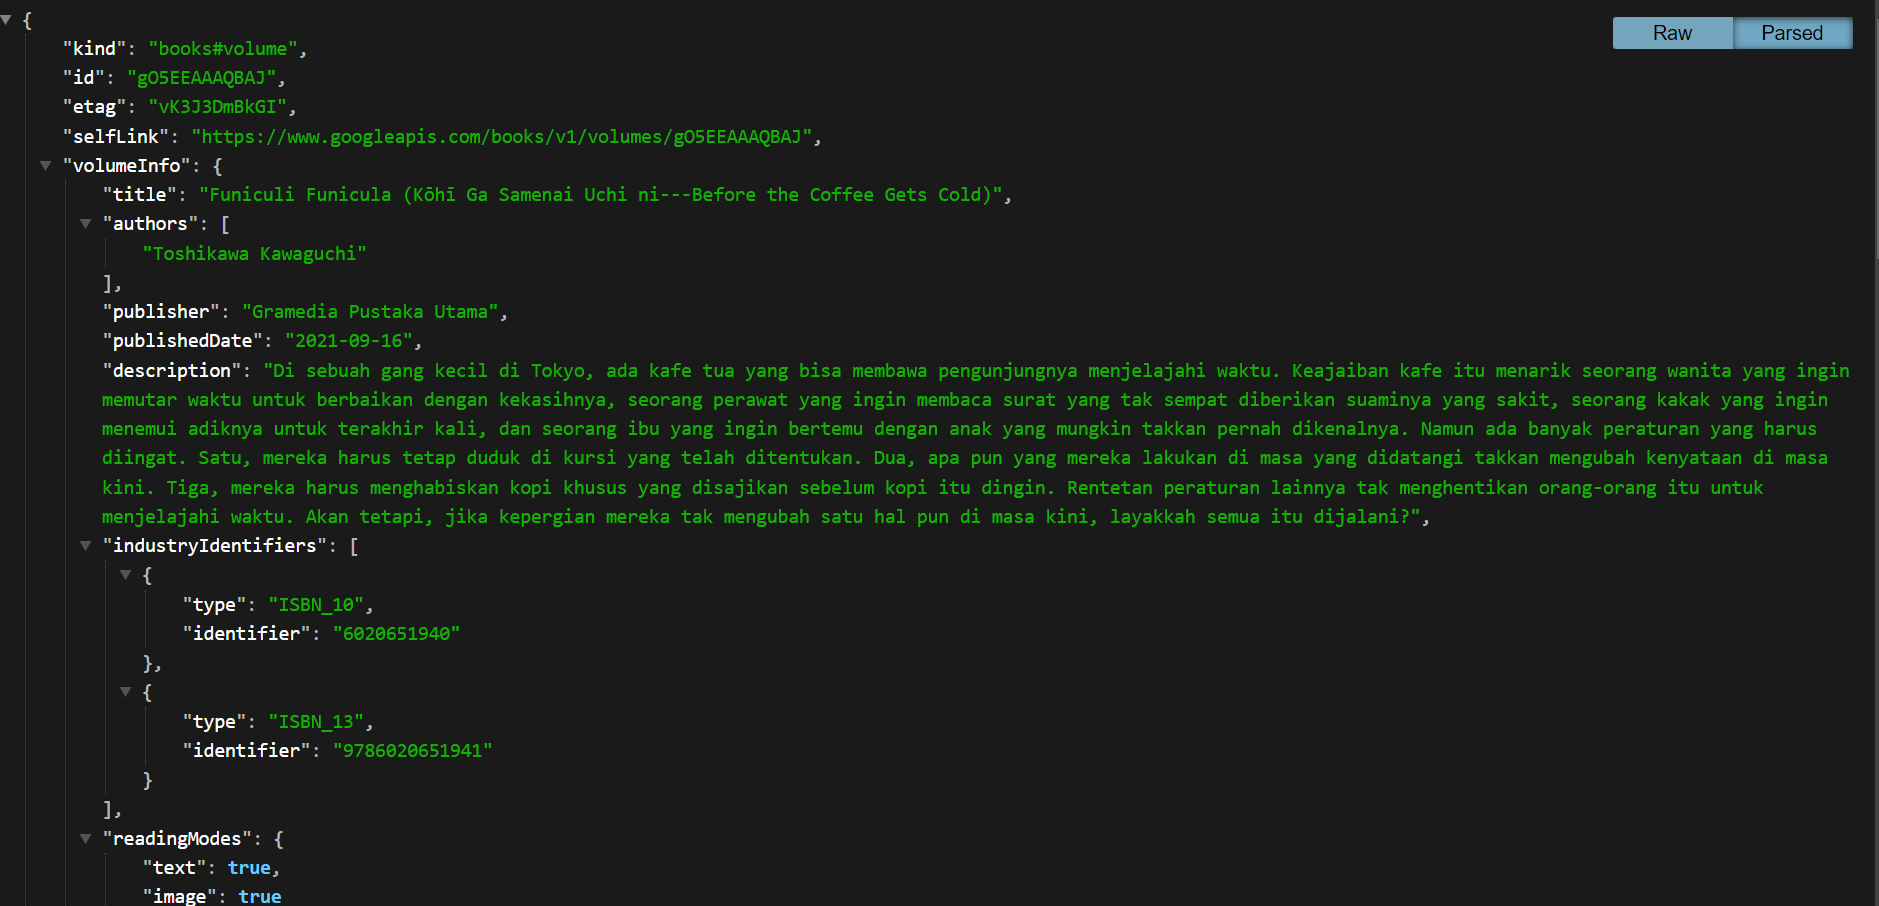 {
"kind": "books#volume",
"id": "gO5EEAAAQBAJ",
"etag": "vK3J3DmBkGI",
"selfLink": "https://www.googleapis.com/books/v1/volumes/gO5EEAAAQBAJ",
"volumeInfo": {
"title": "Funiculi Funicula (Kōhī Ga Samenai Uchi ni---Before the Coffee Gets Cold)",
"authors": [
"Toshikawa Kawaguchi"
],
"publisher": "Gramedia Pustaka Utama",
"publishedDate": "2021-09-16",
"description": "Di sebuah gang kecil di Tokyo, ada kafe tua yang bisa membawa pengunjungnya menjelajahi waktu. Keajaiban kafe itu menarik seorang wanita yang ingin
memutar waktu untuk berbaikan dengan kekasihnya, seorang perawat yang ingin membaca surat yang tak sempat diberikan suaminya yang sakit, seorang kakak yang ingin
menemui adiknya untuk terakhir kali, dan seorang ibu yang ingin bertemu dengan anak yang mungkin takkan pernah dikenalnya. Namun ada banyak peraturan yang harus
diingat. Satu, mereka harus tetap duduk di kursi yang telah ditentukan. Dua, apa pun yang mereka lakukan di masa yang didatangi takkan mengubah kenyataan di masa
kini. Tiga, mereka harus menghabiskan kopi khusus yang disajikan sebelum kopi itu dingin. Rentetan peraturan lainnya tak menghentikan orang-orang itu untuk
menjelajahi waktu. Akan tetapi, jika kepergian mereka tak mengubah satu hal pun di masa kini, layakkah semua itu dijalani?",
"industryIdentifiers": [
{
"type": "ISBN_10",
"identifier": "6020651940"
},
{
"type": "ISBN_13",
"identifier": "9786020651941"
}
],
"readingModes": {
"text": true,
"image": true
Raw Parsed